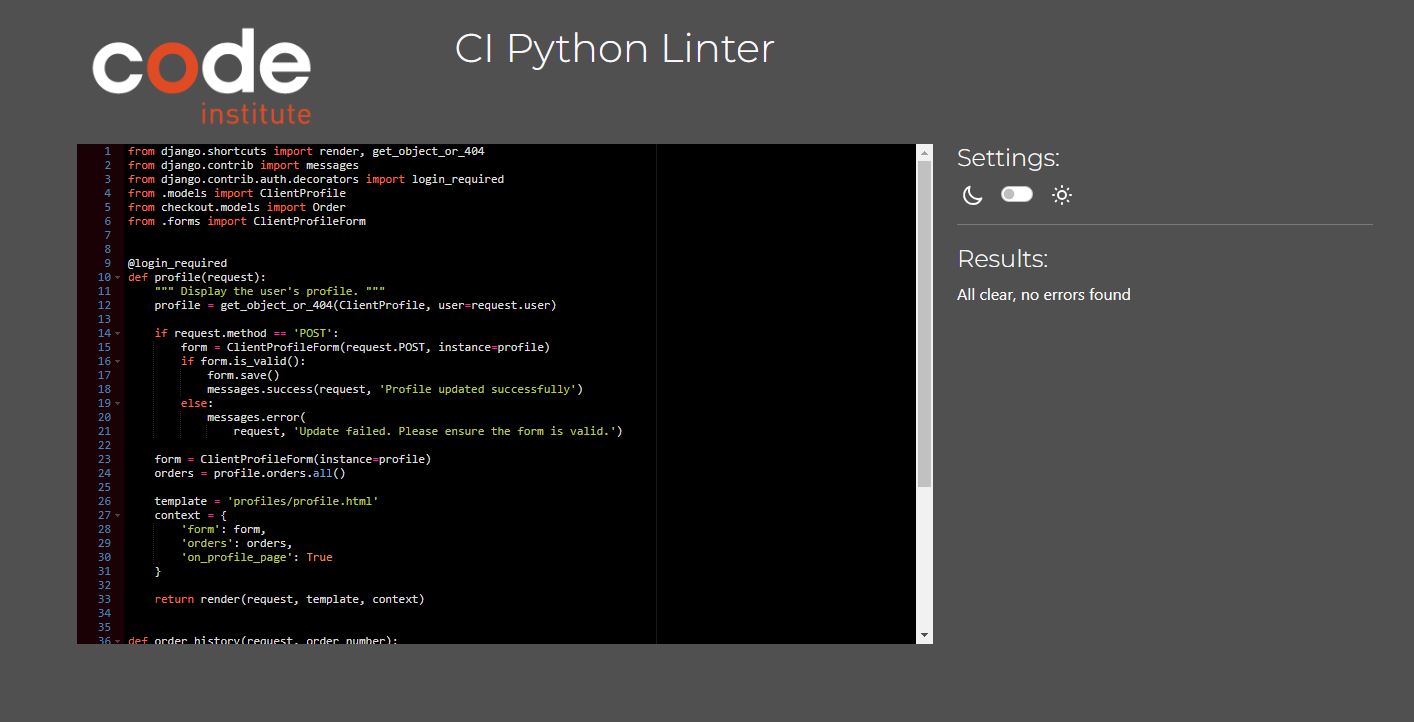 code
institute
CI Python Linter
1 from django.shortcuts import render, get_object_or_404
2 from django.contrib import messages
3 from django.contrib.auth.decorators import login_required
4 from .models import ClientProfile
5 from checkout.models import Order
6 from .forms import ClientProfileForm
7
8
9 @login_required
10 def profile(request):
11     """ Display the user's profile. """
12     profile = get_object_or_404(ClientProfile, user=request.user)
13
14     if request.method == 'POST':
15         form = ClientProfileForm(request.POST, instance=profile)
16         if form.is_valid():
17             form.save()
18             messages.success(request, 'Profile updated successfully')
19         else:
20             messages.error(
21                 request, 'Update failed. Please ensure the form is valid.')
22
23     form = ClientProfileForm(instance=profile)
24     orders = profile.orders.all()
25
26     template = 'profiles/profile.html'
27     context = {
28         'form': form,
29         'orders': orders,
30         'on_profile_page': True
31     }
32
33     return render(request, template, context)
34
35
36 def order_history(request, order_number):
Settings:
Results:
All clear, no errors found